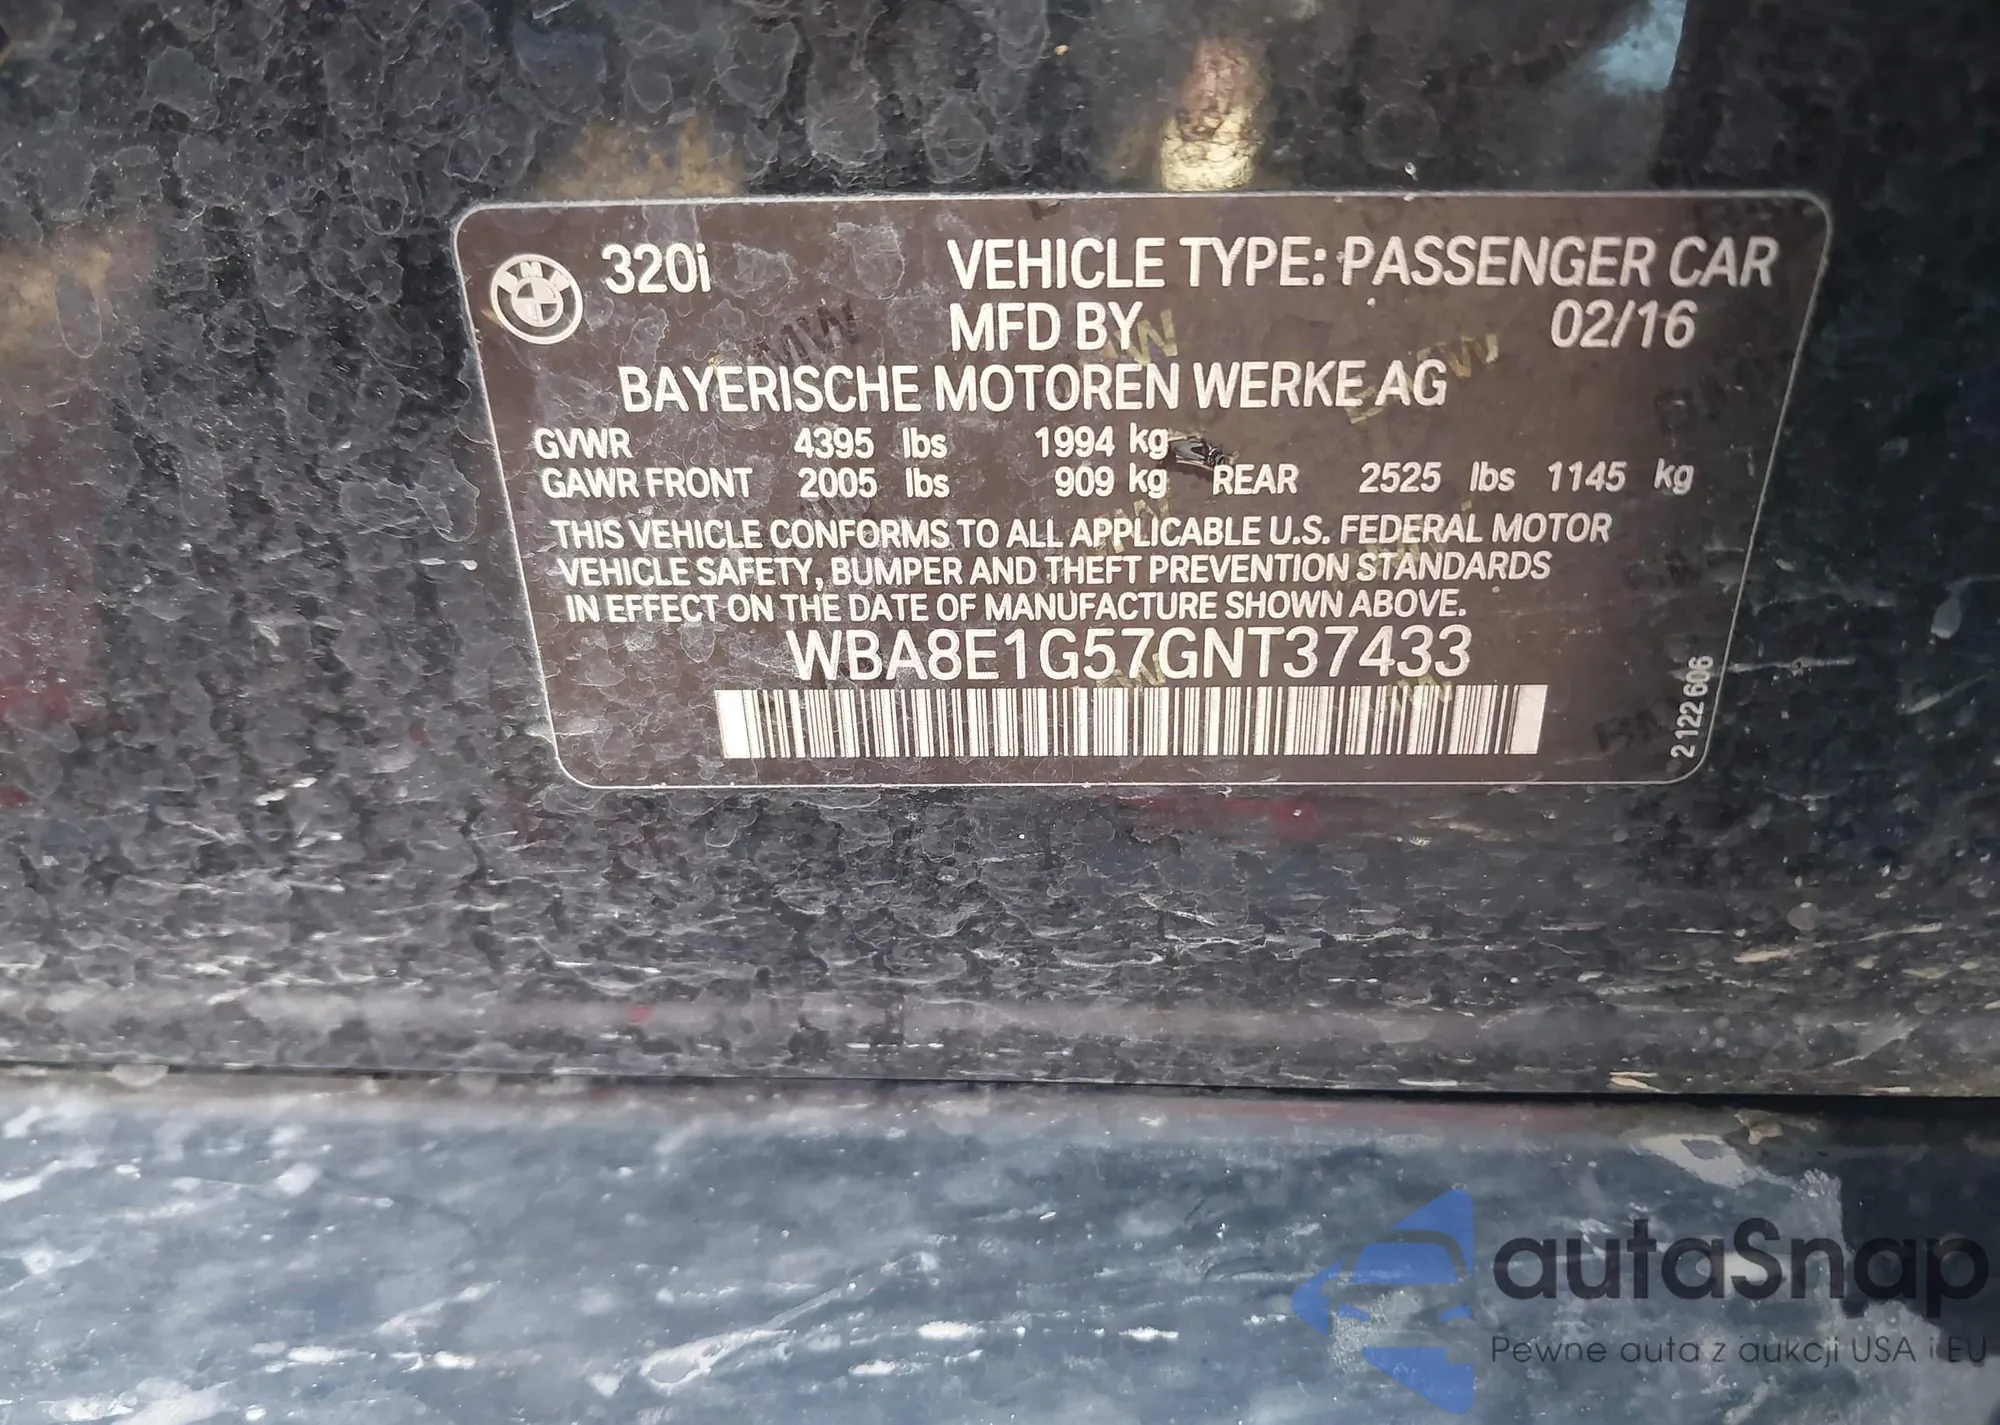 320i VEHICLE TYPE: PASSENGER CAR
MFD BY 02/16
BAYERISCHE MOTOREN WERKE AG
GVWR 4395 lbs 1994 kg
GAWR FRONT 2005 lbs 909 kg REAR 2525 lbs 1145 kg
THIS VEHICLE CONFORMS TO ALL APPLICABLE U.S. FEDERAL MOTOR
VEHICLE SAFETY, BUMPER AND THEFT PREVENTION STANDARDS
IN EFFECT ON THE DATE OF MANUFACTURE SHOWN ABOVE.
WBA8E1G57GNT37433
2122606
autaSnap
Pewne auta z aukcji USA i EU